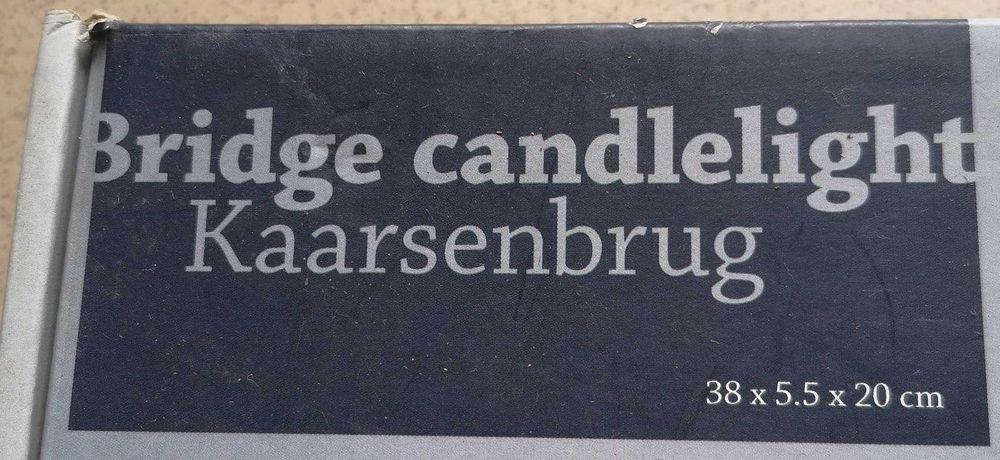 Bridge candlelight
Kaarsenbrug
38 x 5.5 x 20 cm